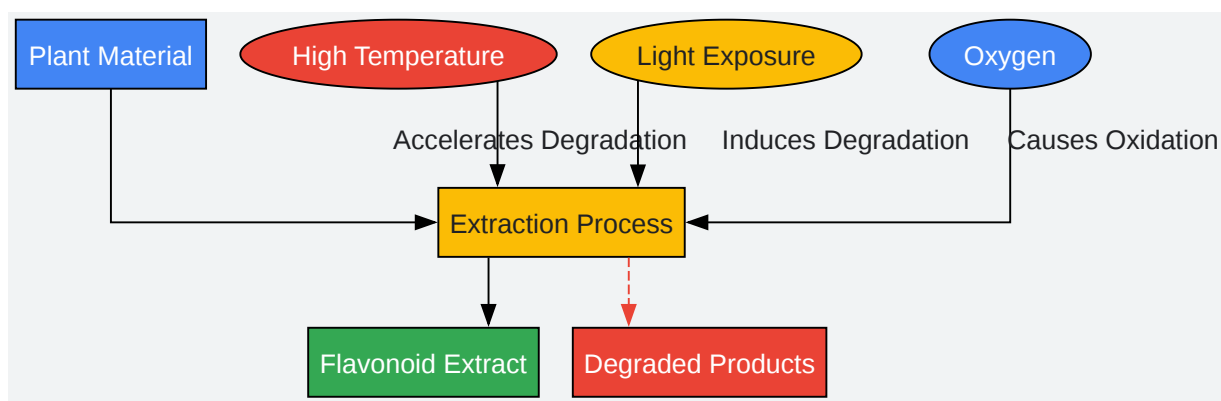 Plant Material
High Temperature
Light Exposure
Oxygen
Accelerates Degradation
Induces Degradation
Causes Oxidation
Extraction Process
Flavonoid Extract
Degraded Products